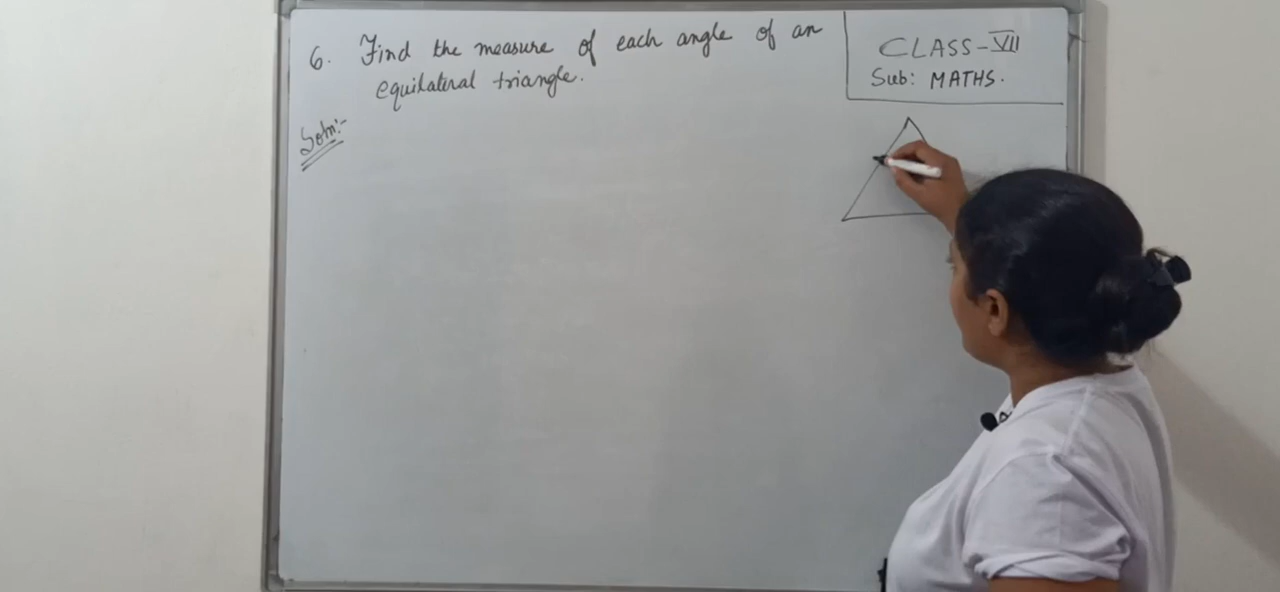 6. Find the measure of each angle of an
equilateral triangle.
CLASS-VII
Sub: MATHS.
Soln:-